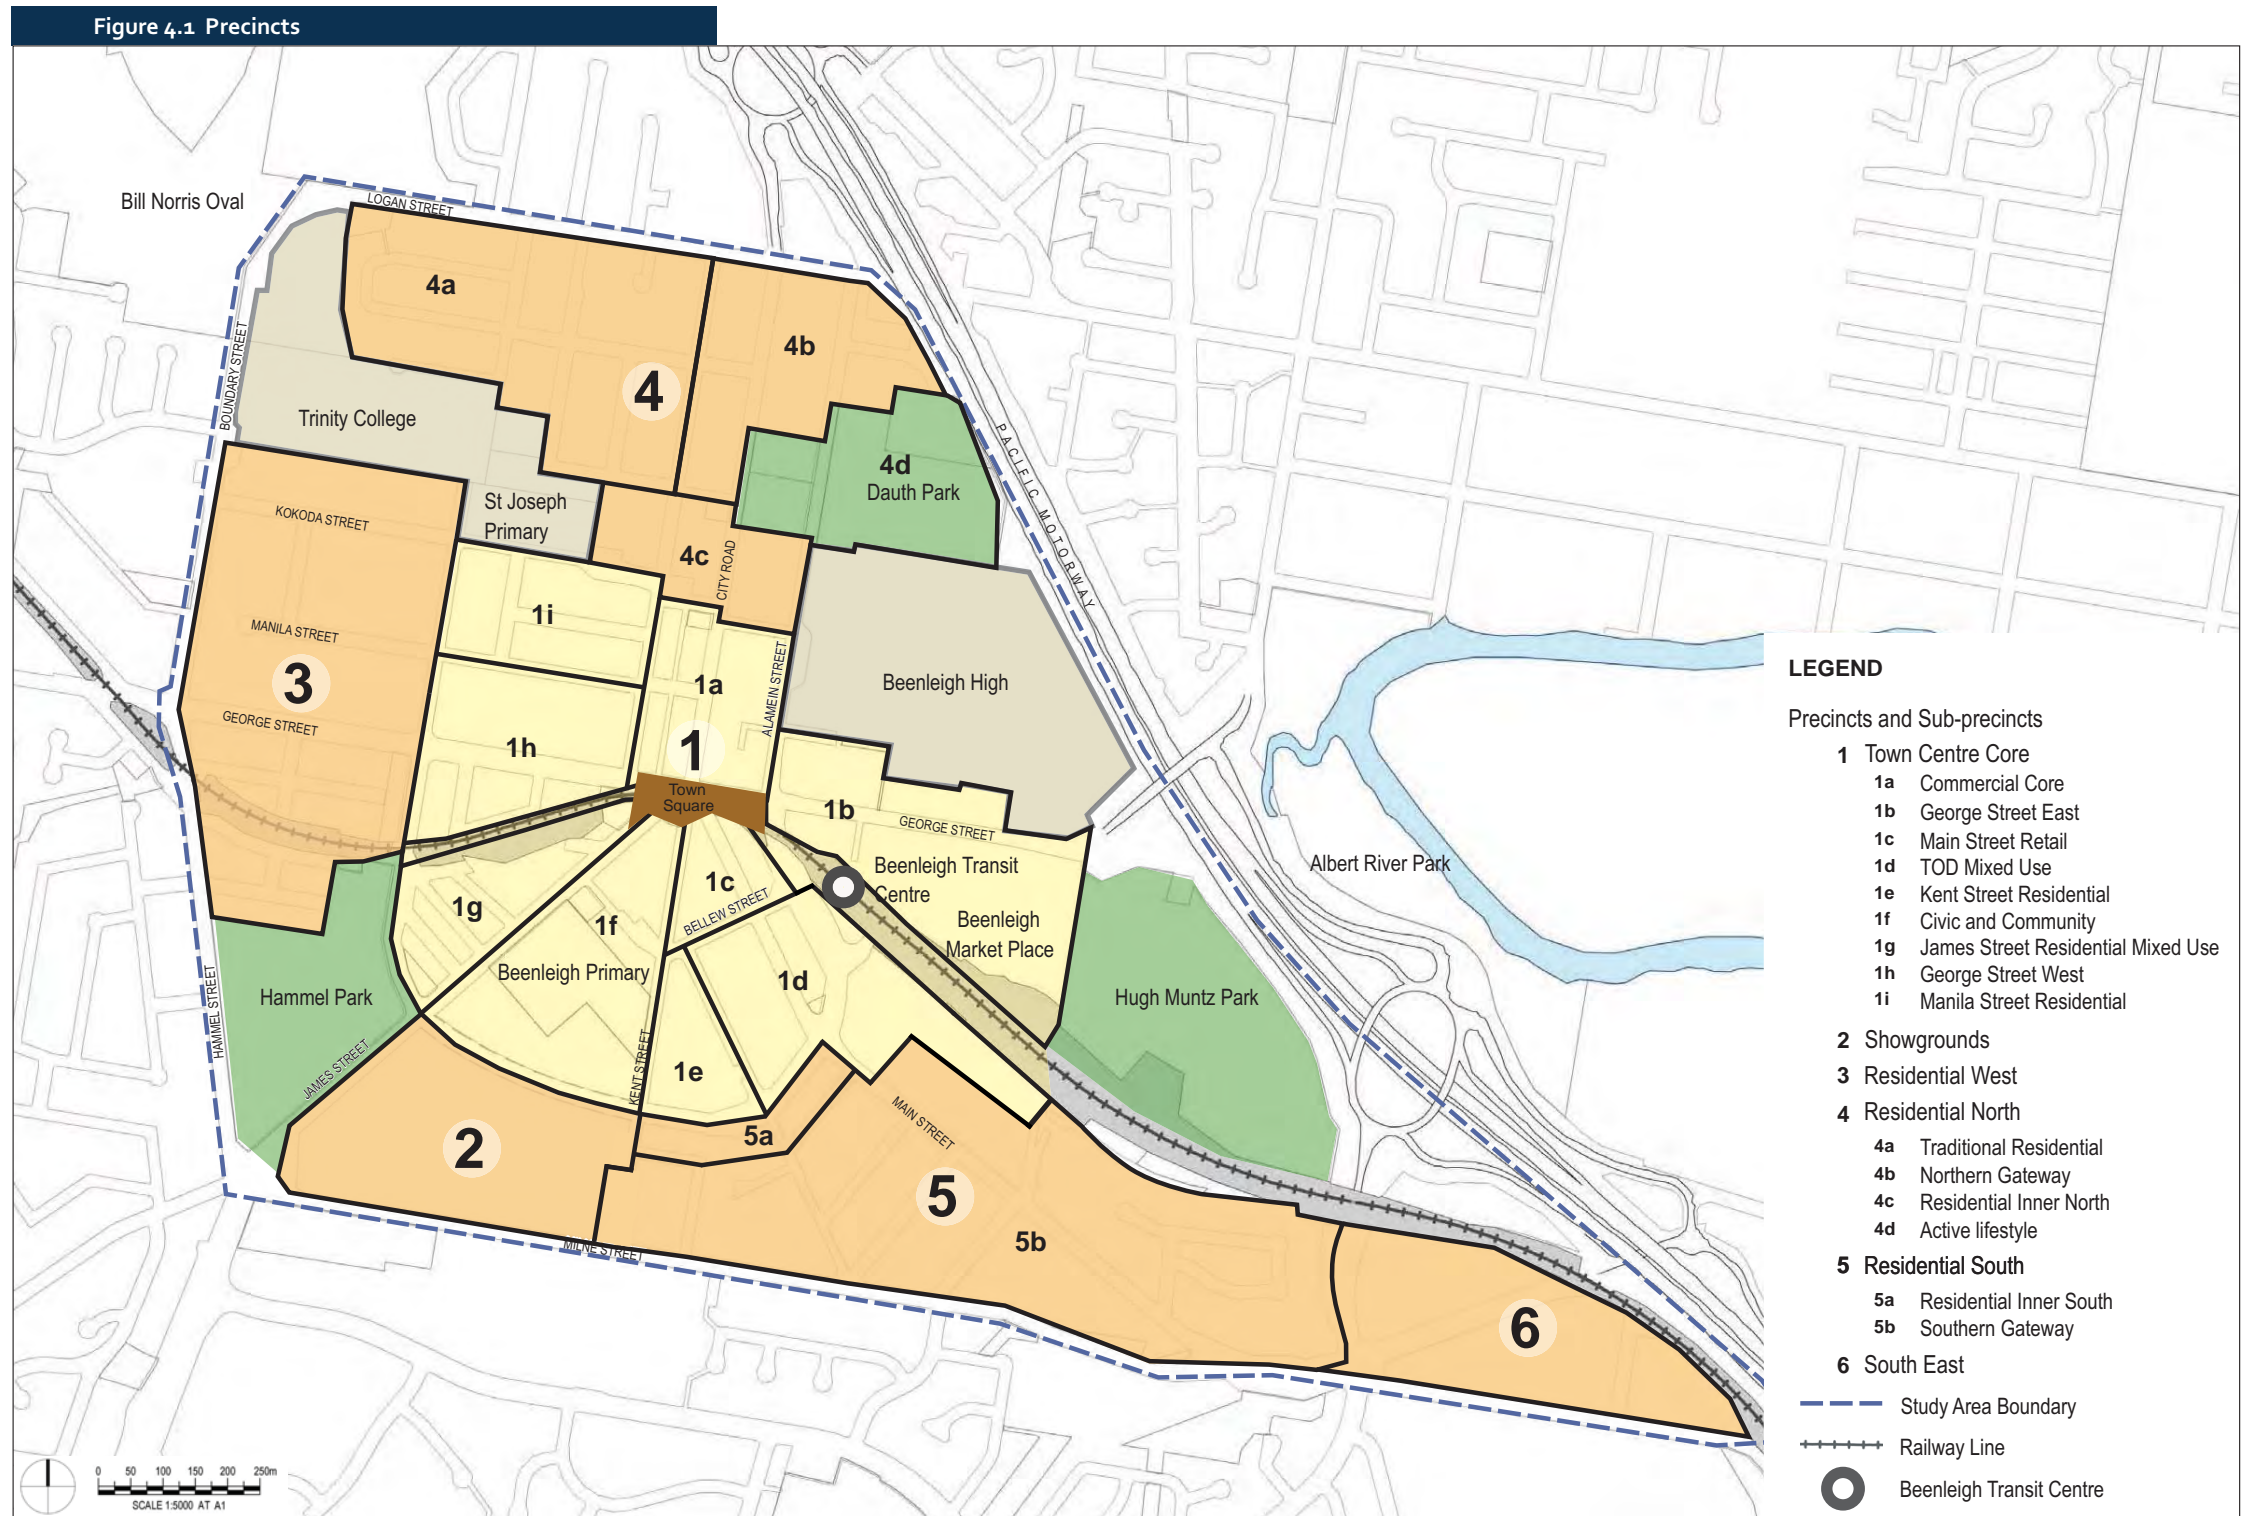 Figure 4.1 Precincts
Bill Norris Oval
LOGAN STREET
4a
4b
BOUNDARY STREET
4
Trinity College
PACIFIC MOTORWAY
4d
Dauth Park
St Joseph
Primary
KOKODA STREET
4c
CITY ROAD
1i
MANILA STREET
3
1a
ALAMEIN STREET
Beenleigh High
GEORGE STREET
1h
1
Town
Square
1b
GEORGE STREET
Beenleigh Transit
Centre
Albert River Park
1c
BELLEW STREET
1g
1f
Beenleigh
Market Place
Beenleigh Primary
1d
Hammel Park
HAMMEL STREET
Hugh Muntz Park
JAMES STREET
KENT STREET
1e
MAIN STREET
2
5a
5
5b
MILNE STREET
6
0 50 100 150 200 250m
SCALE 1:5000 AT A1
LEGEND
Precincts and Sub-precincts
1 Town Centre Core
1a Commercial Core
1b George Street East
1c Main Street Retail
1d TOD Mixed Use
1e Kent Street Residential
1f Civic and Community
1g James Street Residential Mixed Use
1h George Street West
1i Manila Street Residential
2 Showgrounds
3 Residential West
4 Residential North
4a Traditional Residential
4b Northern Gateway
4c Residential Inner North
4d Active lifestyle
5 Residential South
5a Residential Inner South
5b Southern Gateway
6 South East
Study Area Boundary
Railway Line
Beenleigh Transit Centre